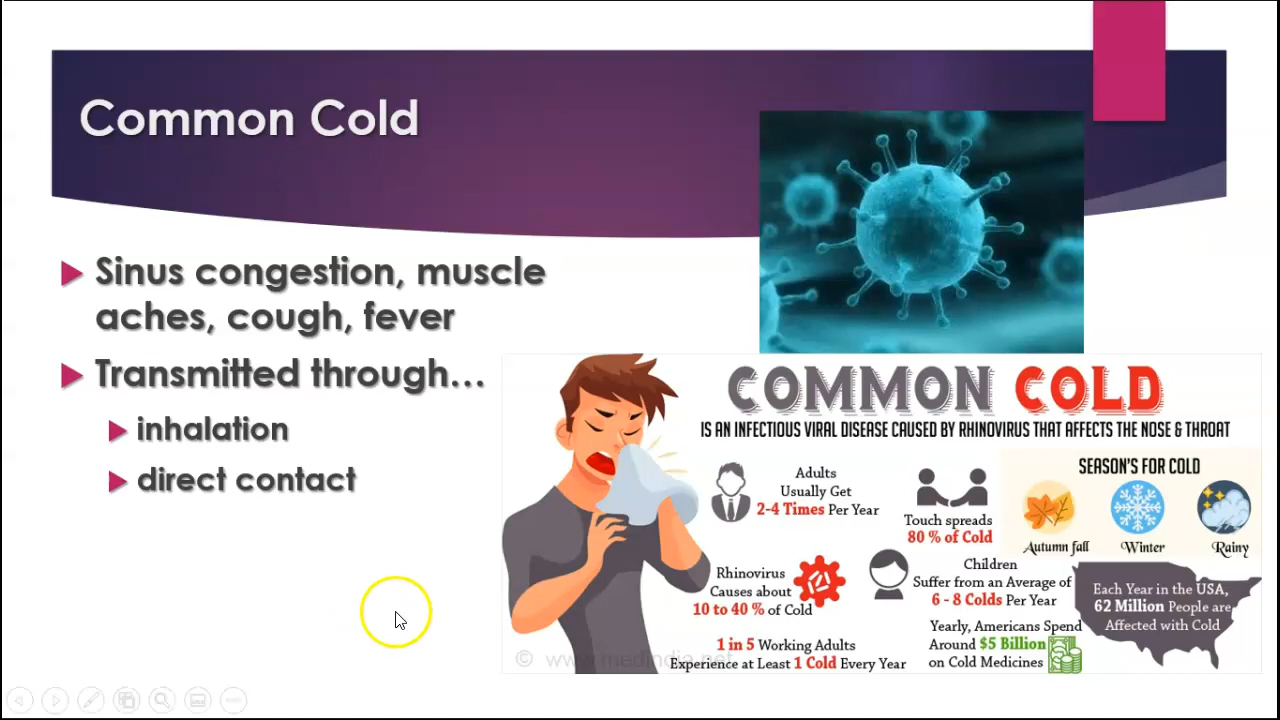 Common Cold
Sinus congestion, muscle
aches, cough, fever
Transmitted through...
inhalation
direct contact
COMMON COLD
IS AN INFECTIOUS VIRAL DISEASE CAUSED BY RHINOVIRUS THAT AFFECTS THE NOSE & THROAT
Adults
Usually Get
2-4 Times Per Year
Touch spreads
80 % of Cold
SEASON'S FOR COLD
Autumn fall
Winter
Rainy
Rhinovirus
Causes about
10 to 40 % of Cold
Children
Suffer from an Average of
6 - 8 Colds Per Year
Each Year in the USA,
62 Million People are
Affected with Cold
1 in 5 Working Adults
Experience at Least 1 Cold Every Year
Yearly, Americans Spend
Around $5 Billion
on Cold Medicines
© www.medindia.net